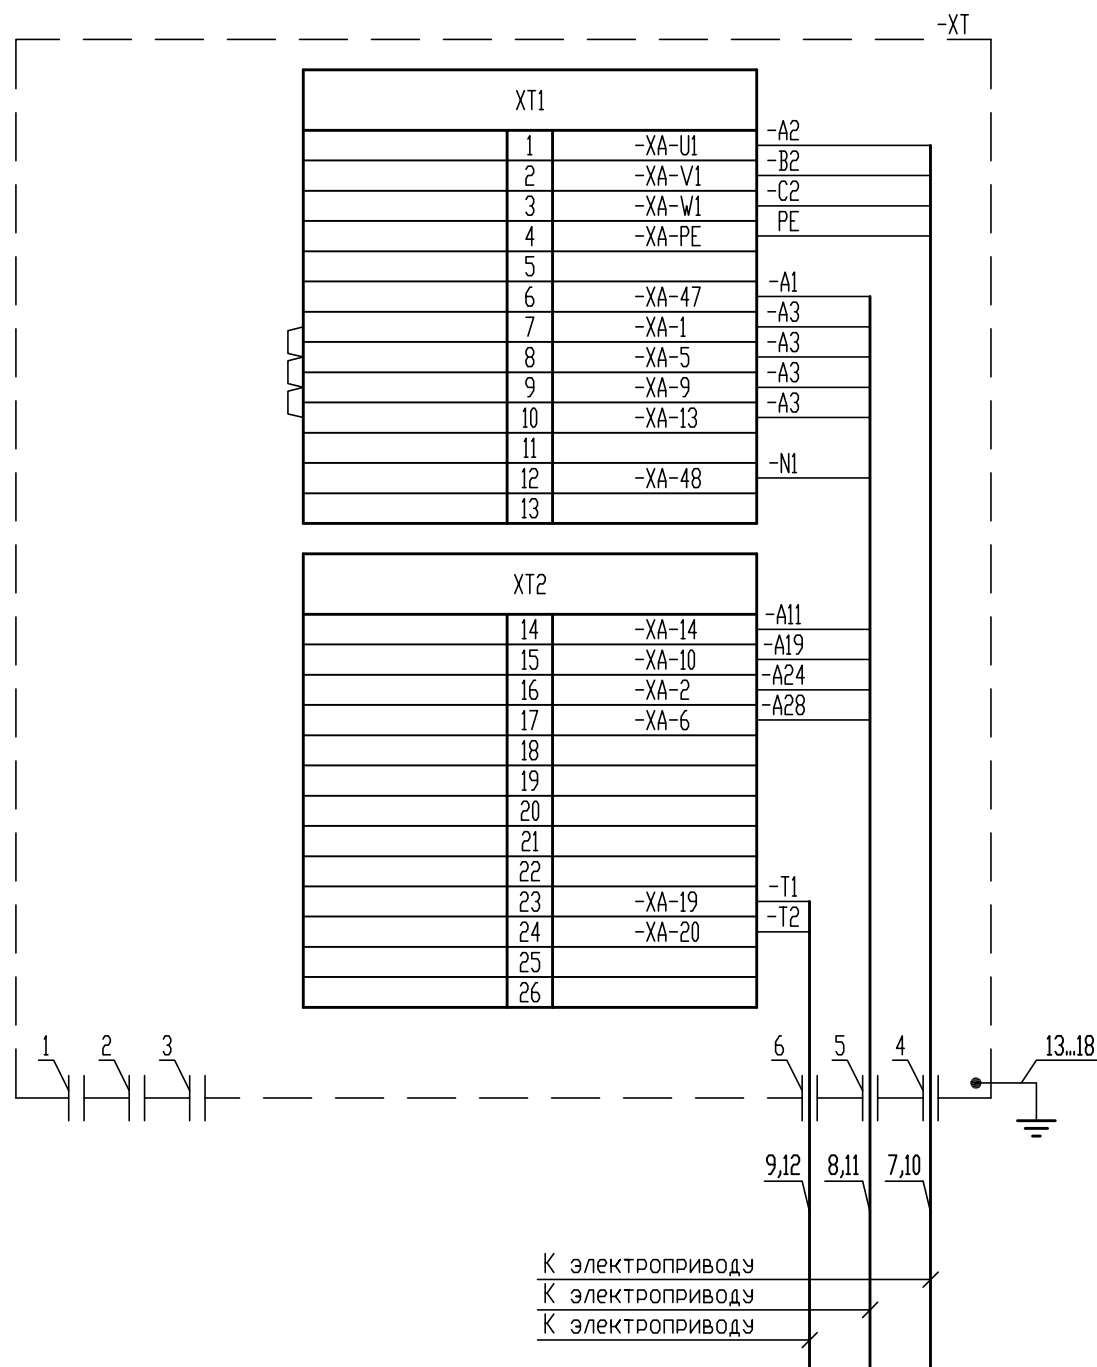 -XT
XT1
-A2
1 -XA-U1
-B2
2 -XA-V1
-C2
3 -XA-W1
PE
4 -XA-PE
5
-A1
6 -XA-47
-A3
7 -XA-1
-A3
8 -XA-5
-A3
9 -XA-9
-A3
10 -XA-13
11
-N1
12 -XA-48
13
XT2
-A11
14 -XA-14
-A19
15 -XA-10
-A24
16 -XA-2
-A28
17 -XA-6
18
19
20
21
22
-T1
23 -XA-19
-T2
24 -XA-20
25
26
1 2 3 6 5 4 13...18
9,12 8,11 7,10
К электроприводу
К электроприводу
К электроприводу